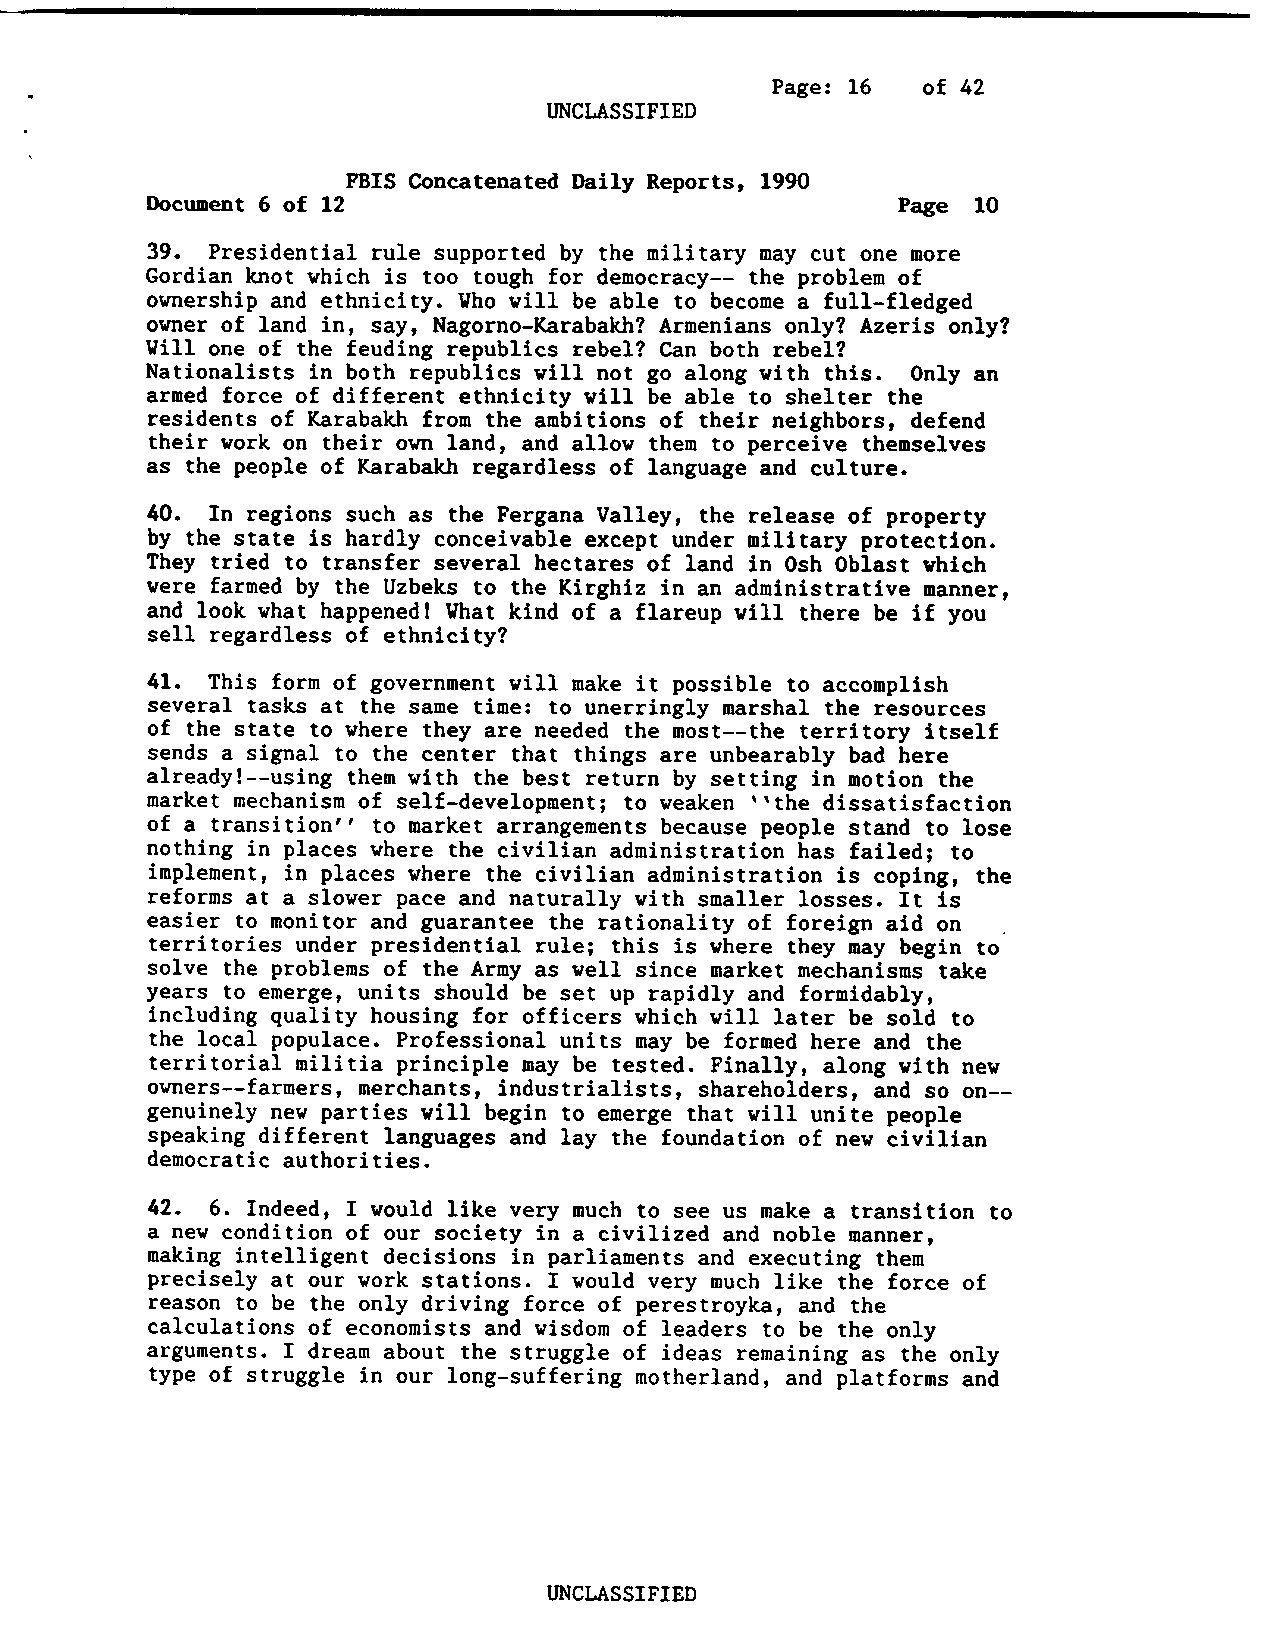 Page: 16 of 42
UNCLASSIFIED
FBIS Concatenated Daily Reports, 1990
Document 6 of 12 Page 10
39. Presidential rule supported by the military may cut one more
Gordian knot which is too tough for democracy-- the problem of
ownership and ethnicity. Who will be able to become a full-fledged
owner of land in, say, Nagorno-Karabakh? Armenians only? Azeris only?
Will one of the feuding republics rebel? Can both rebel?
Nationalists in both republics will not go along with this. Only an
armed force of different ethnicity will be able to shelter the
residents of Karabakh from the ambitions of their neighbors, defend
their work on their own land, and allow them to perceive themselves
as the people of Karabakh regardless of language and culture.
40. In regions such as the Fergana Valley, the release of property
by the state is hardly conceivable except under military protection.
They tried to transfer several hectares of land in Osh Oblast which
were farmed by the Uzbeks to the Kirghiz in an administrative manner,
and look what happened! What kind of a flareup will there be if you
sell regardless of ethnicity?
41. This form of government will make it possible to accomplish
several tasks at the same time: to unerringly marshal the resources
of the state to where they are needed the most--the territory itself
sends a signal to the center that things are unbearably bad here
already!--using them with the best return by setting in motion the
market mechanism of self-development; to weaken ``the dissatisfaction
of a transition'' to market arrangements because people stand to lose
nothing in places where the civilian administration has failed; to
implement, in places where the civilian administration is coping, the
reforms at a slower pace and naturally with smaller losses. It is
easier to monitor and guarantee the rationality of foreign aid on
territories under presidential rule; this is where they may begin to
solve the problems of the Army as well since market mechanisms take
years to emerge, units should be set up rapidly and formidably,
including quality housing for officers which will later be sold to
the local populace. Professional units may be formed here and the
territorial militia principle may be tested. Finally, along with new
owners--farmers, merchants, industrialists, shareholders, and so on--
genuinely new parties will begin to emerge that will unite people
speaking different languages and lay the foundation of new civilian
democratic authorities.
42. 6. Indeed, I would like very much to see us make a transition to
a new condition of our society in a civilized and noble manner,
making intelligent decisions in parliaments and executing them
precisely at our work stations. I would very much like the force of
reason to be the only driving force of perestroyka, and the
calculations of economists and wisdom of leaders to be the only
arguments. I dream about the struggle of ideas remaining as the only
type of struggle in our long-suffering motherland, and platforms and
UNCLASSIFIED